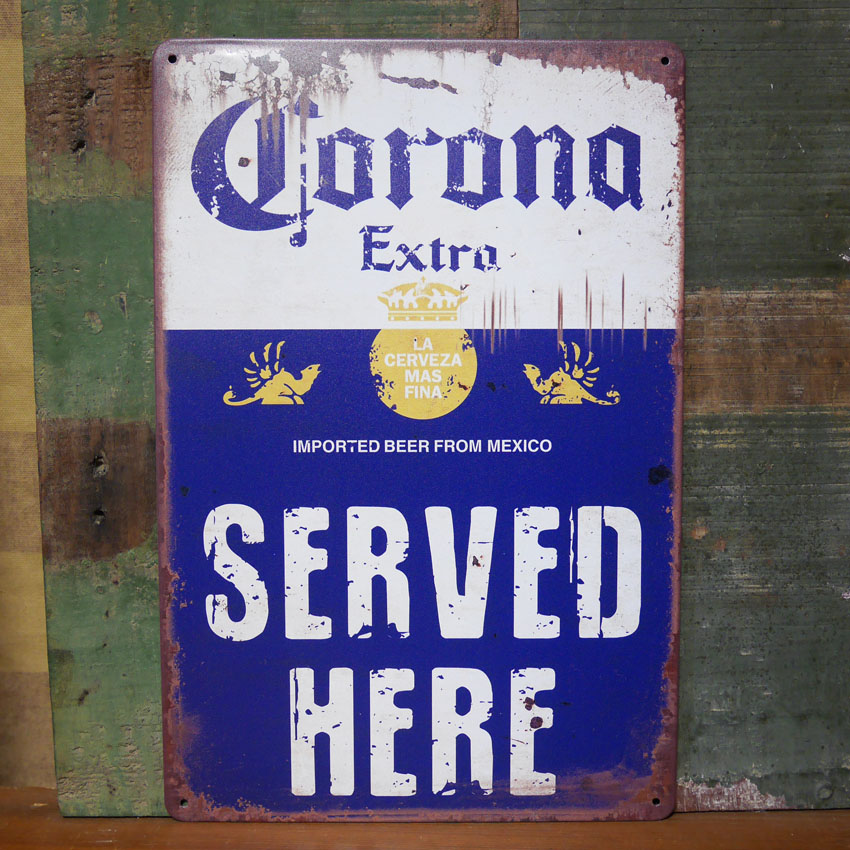 Corona
Extra
LA
CERVEZA
MAS
FINA
IMPORTED BEER FROM MEXICO
SERVED
HERE